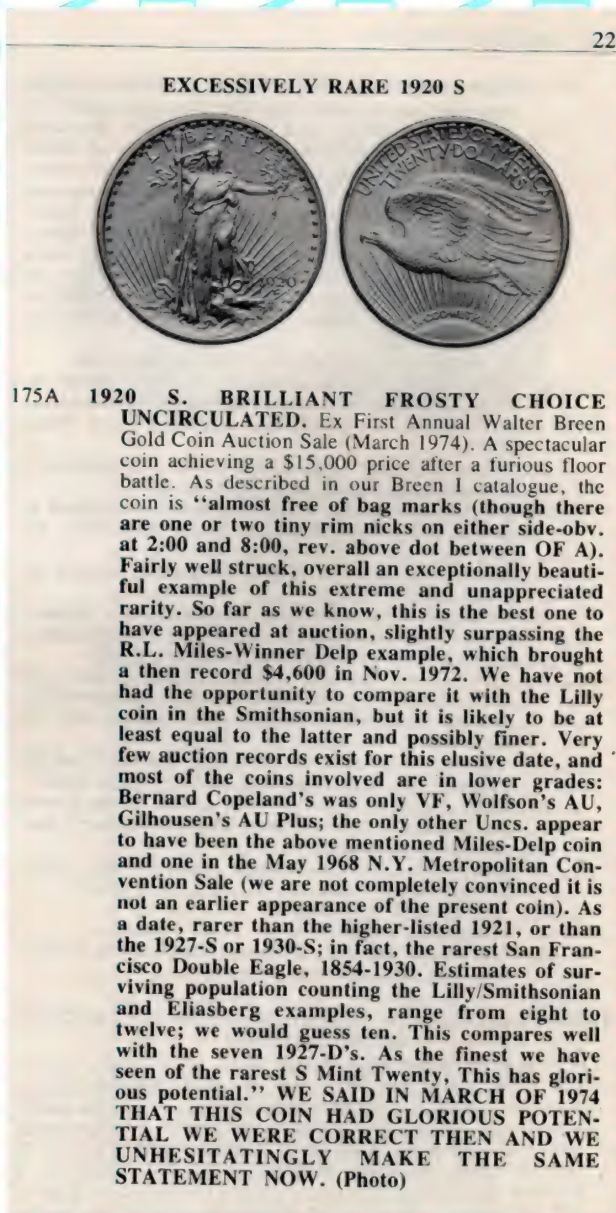 22
EXCESSIVELY RARE 1920 S
LIBERTY
1920
UNITED STATES OF AMERICA
TWENTY DOLLARS
175A 1920 S. BRILLIANT FROSTY CHOICE
UNCIRCULATED. Ex First Annual Walter Breen
Gold Coin Auction Sale (March 1974). A spectacular
coin achieving a $15,000 price after a furious floor
battle. As described in our Breen I catalogue, the
coin is “almost free of bag marks (though there
are one or two tiny rim nicks on either side-obv.
at 2:00 and 8:00, rev. above dot between OF A).
Fairly well struck, overall an exceptionally beauti-
ful example of this extreme and unappreciated
rarity. So far as we know, this is the best one to
have appeared at auction, slightly surpassing the
R.L. Miles-Winner Delp example, which brought
a then record $4,600 in Nov. 1972. We have not
had the opportunity to compare it with the Lilly
coin in the Smithsonian, but it is likely to be at
least equal to the latter and possibly finer. Very
few auction records exist for this elusive date, and
most of the coins involved are in lower grades:
Bernard Copeland's was only VF, Wolfson's AU,
Gilhousen's AU Plus; the only other Uncs. appear
to have been the above mentioned Miles-Delp coin
and one in the May 1968 N.Y. Metropolitan Con-
vention Sale (we are not completely convinced it is
not an earlier appearance of the present coin). As
a date, rarer than the higher-listed 1921, or than
the 1927-S or 1930-S; in fact, the rarest San Fran-
cisco Double Eagle, 1854-1930. Estimates of sur-
viving population counting the Lilly/Smithsonian
and Eliasberg examples, range from eight to
twelve; we would guess ten. This compares well
with the seven 1927-D's. As the finest we have
seen of the rarest S Mint Twenty, This has glori-
ous potential.” WE SAID IN MARCH OF 1974
THAT THIS COIN HAD GLORIOUS POTEN-
TIAL WE WERE CORRECT THEN AND WE
UNHESITATINGLY MAKE THE SAME
STATEMENT NOW. (Photo)